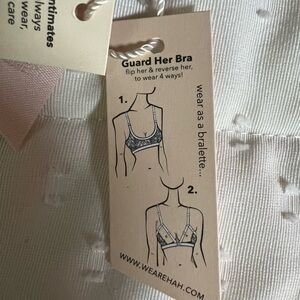 ntimates
lways
wear,
care
Guard Her Bra
flip her & reverse her,
to wear 4 ways!
1.
wear as a bralette...
2.
WWW.WEAREHAH.COM